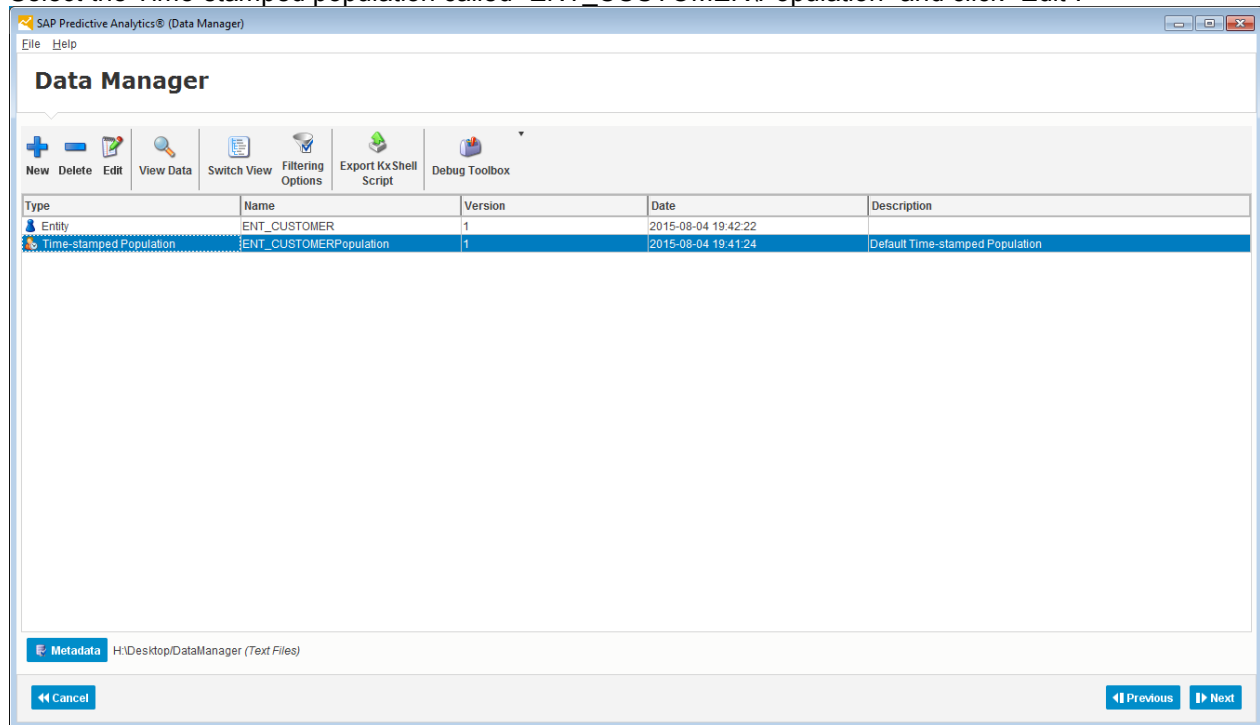 Select the Time-stamped population called "ENT_CUSTOMER\Population" and click "Edit".
SAP Predictive Analytics® (Data Manager)
File Help
Data Manager
New Delete Edit View Data Switch View Filtering Options Export KxShell Script Debug Toolbox
Type Name Version Date Description
Entity ENT_CUSTOMER 1 2015-08-04 19:42:22
Time-stamped Population ENT_CUSTOMERPopulation 1 2015-08-04 19:41:24 Default Time-stamped Population
Metadata H:\Desktop/DataManager (Text Files)
Cancel Previous Next